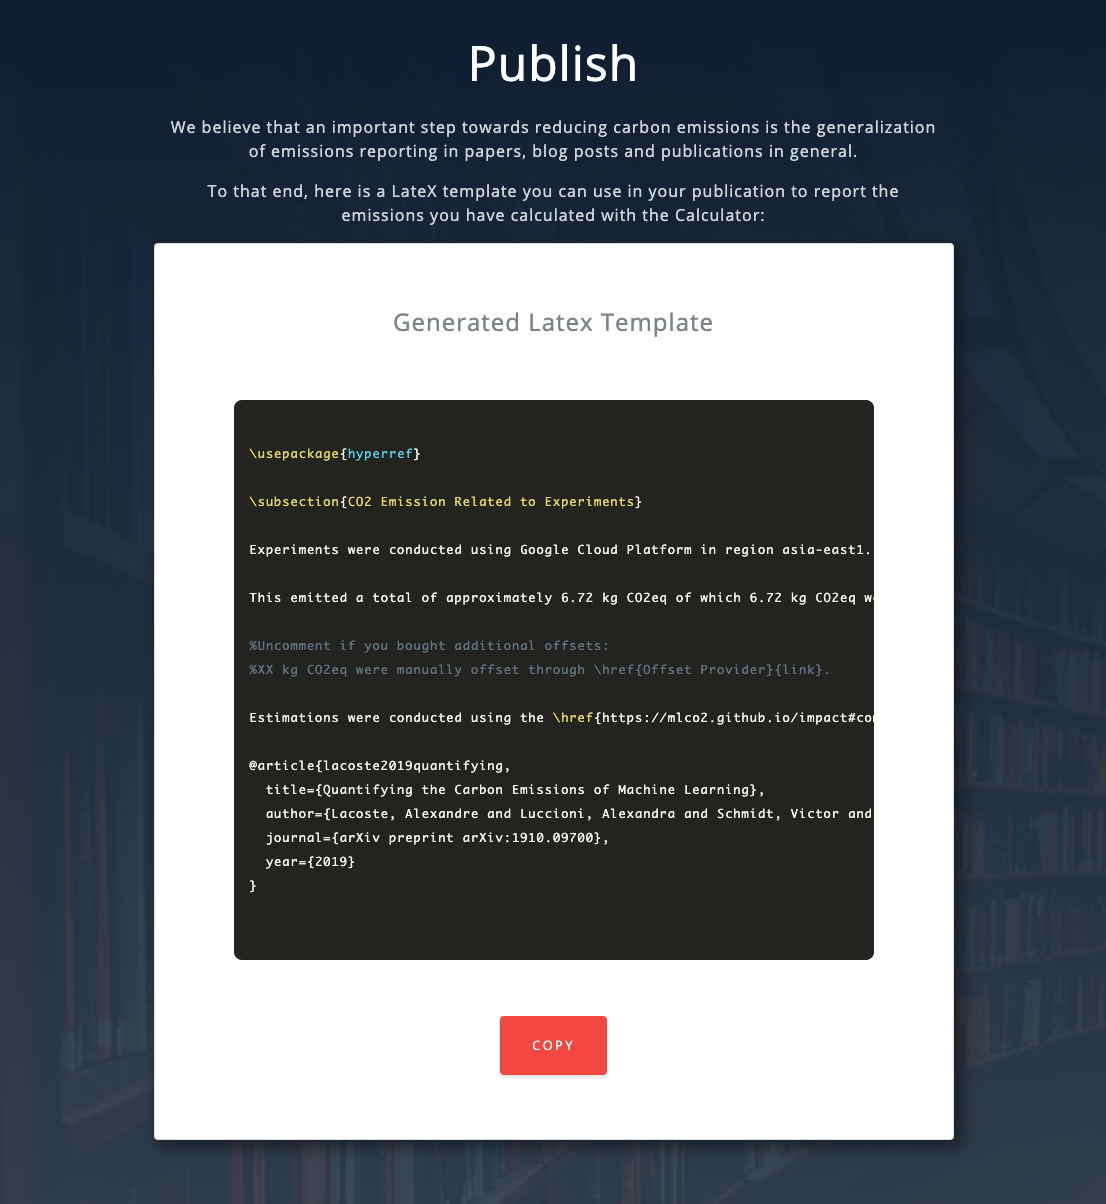 Publish
We believe that an important step towards reducing carbon emissions is the generalization
of emissions reporting in papers, blog posts and publications in general.
To that end, here is a LateX template you can use in your publication to report the
emissions you have calculated with the Calculator:
Generated Latex Template
\usepackage{hyperref}
\subsection{CO2 Emission Related to Experiments}
Experiments were conducted using Google Cloud Platform in region asia-east1.
This emitted a total of approximately 6.72 kg CO2eq of which 6.72 kg CO2eq
%Uncomment if you bought additional offsets:
%XX kg CO2eq were manually offset through \href{Offset Provider}{link}.
Estimations were conducted using the \href{https://mlco2.github.io/impact#co
@article{lacoste2019quantifying,
  title={Quantifying the Carbon Emissions of Machine Learning},
  author={Lacoste, Alexandre and Luccioni, Alexandra and Schmidt, Victor and
  journal={arXiv preprint arXiv:1910.09700},
  year={2019}
}
COPY